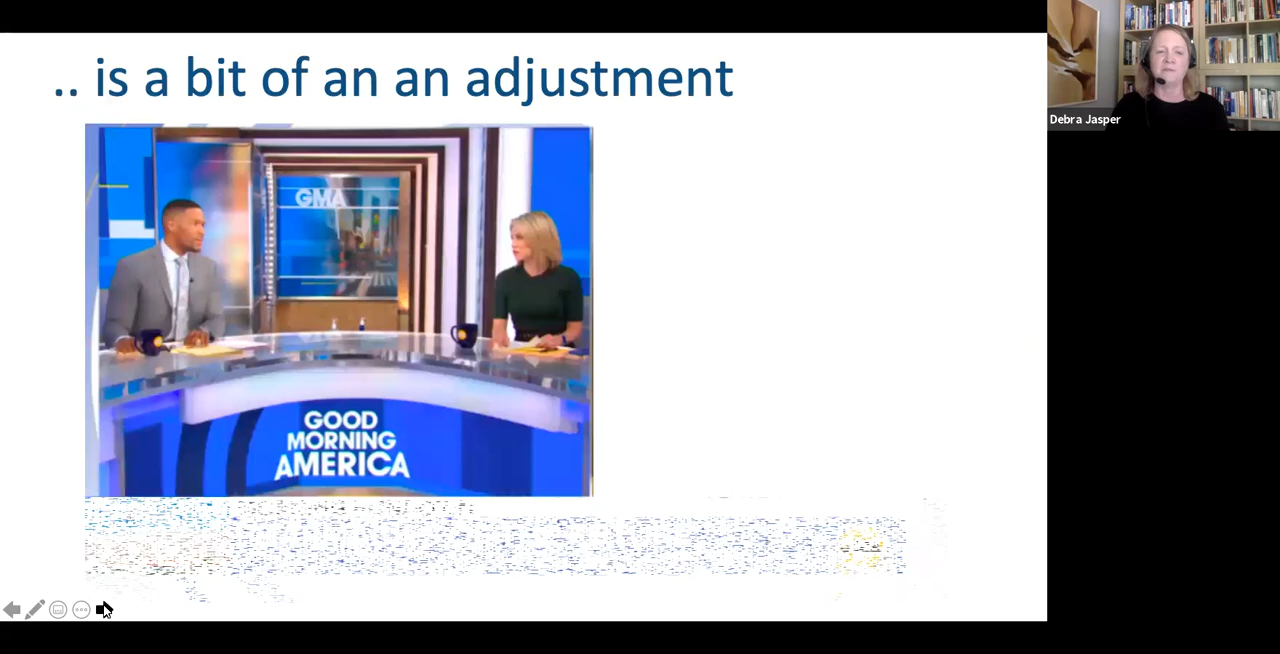 .. is a bit of an an adjustment
Debra Jasper
GMA
GOOD
MORNING
AMERICA